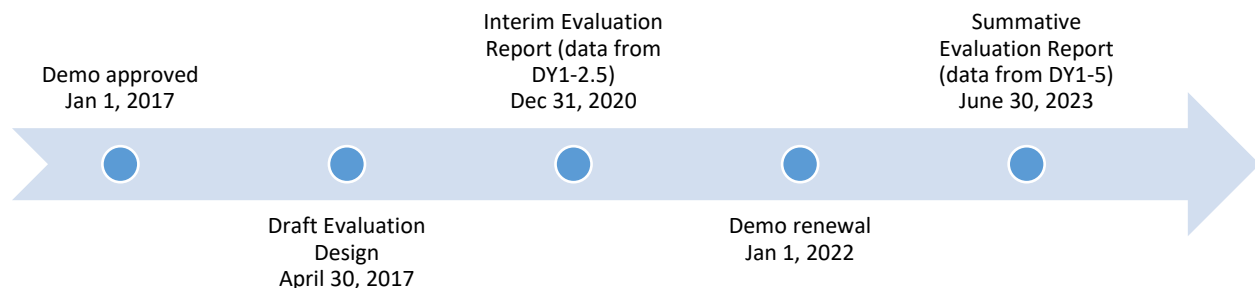 Demo approved
Jan 1, 2017
Draft Evaluation
Design
April 30, 2017
Interim Evaluation
Report (data from
DY1-2.5)
Dec 31, 2020
Demo renewal
Jan 1, 2022
Summative
Evaluation Report
(data from DY1-5)
June 30, 2023